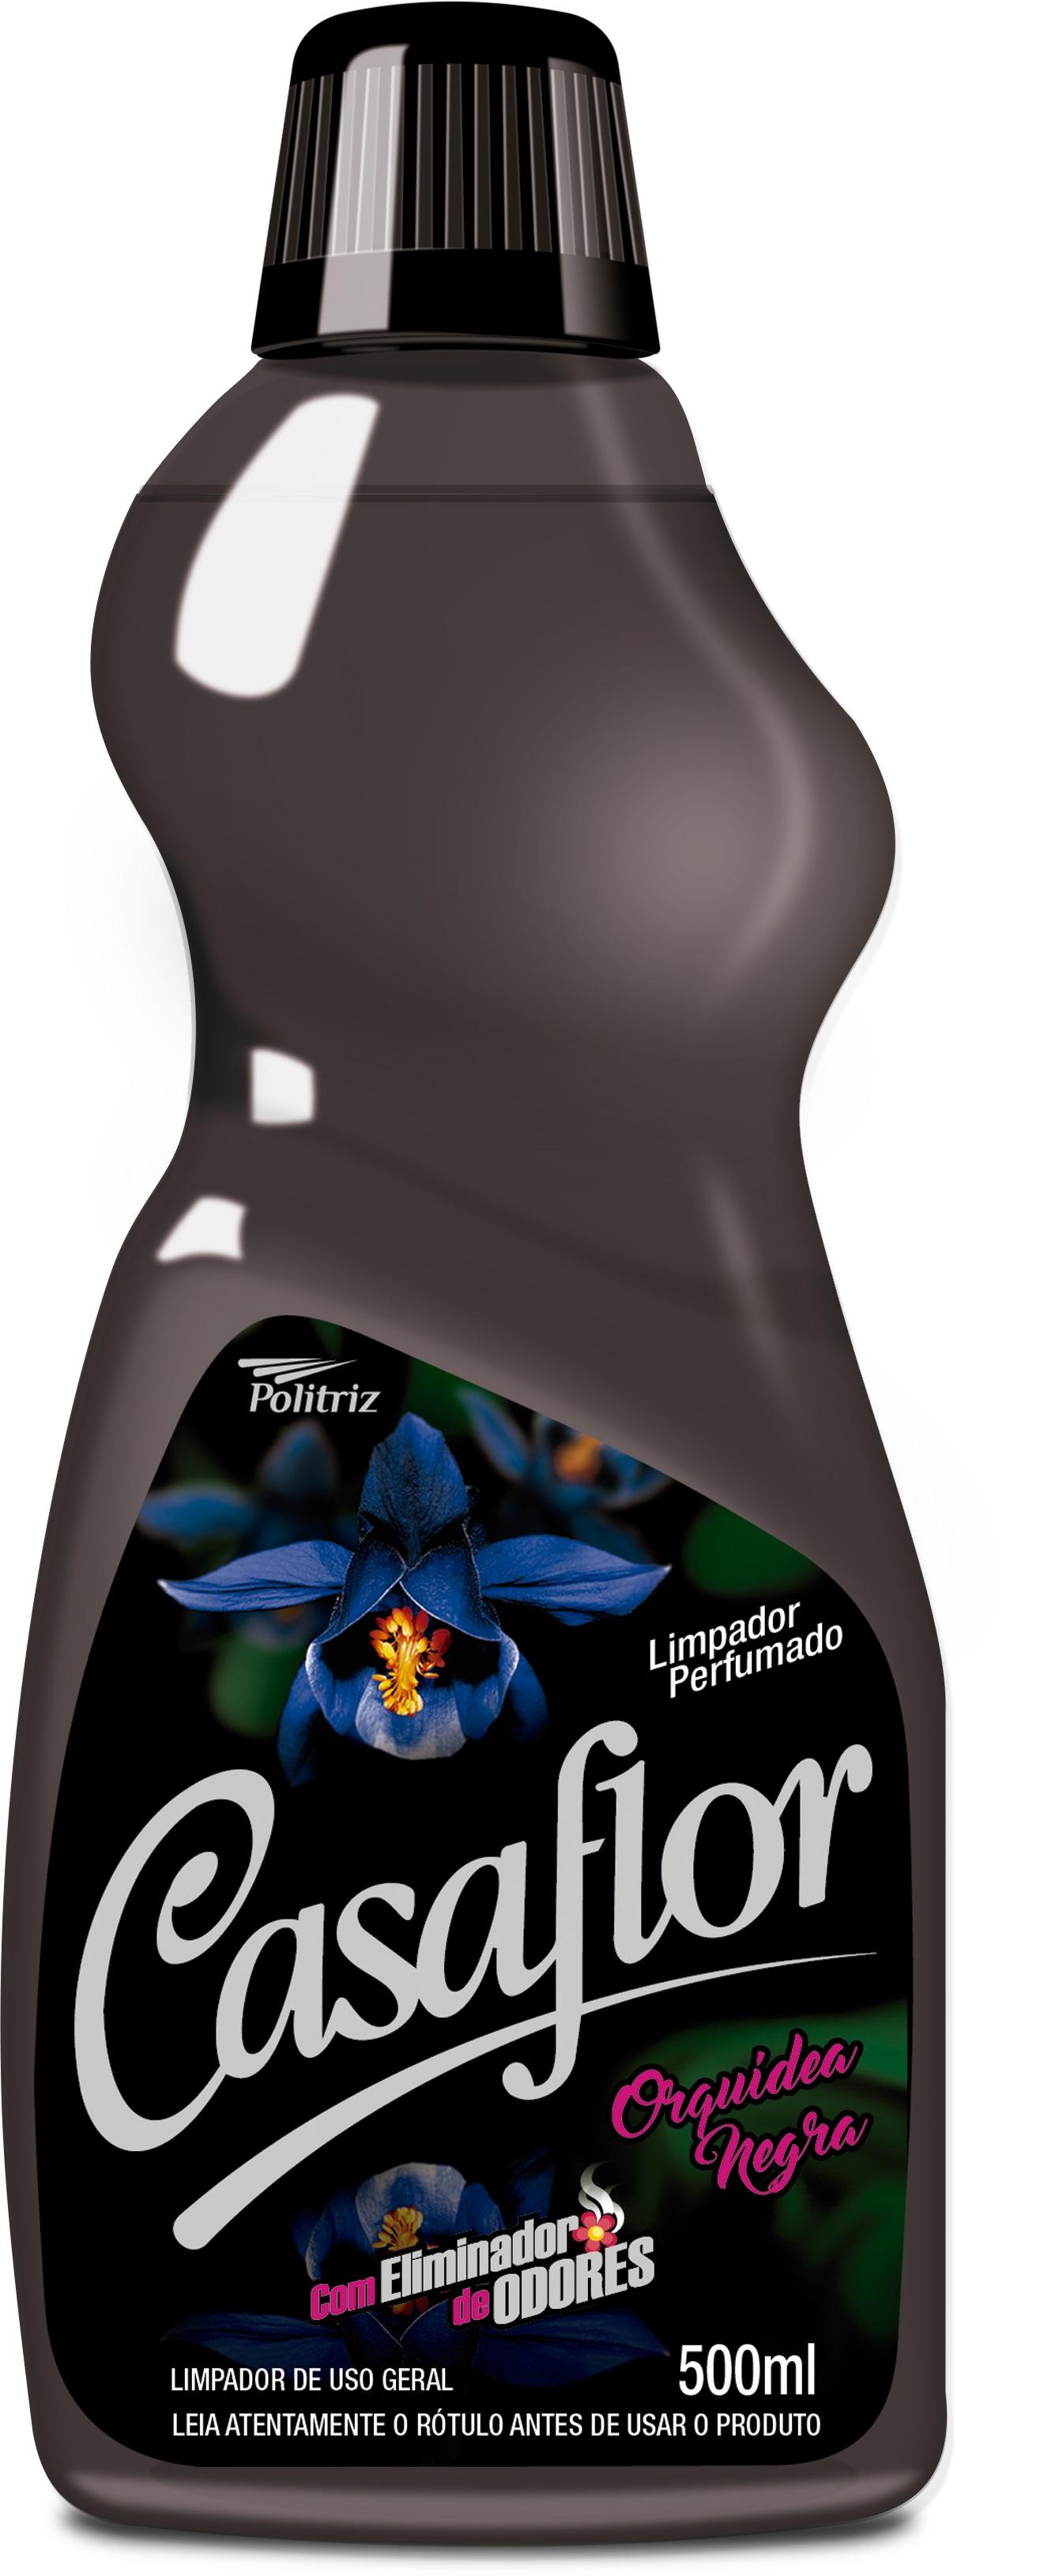 Politriz
Limpador
Perfumado
Casaflor
Orquídea
Negra
Com Eliminador
de ODORES
500ml
LIMPADOR DE USO GERAL
LEIA ATENTAMENTE O RÓTULO ANTES DE USAR O PRODUTO